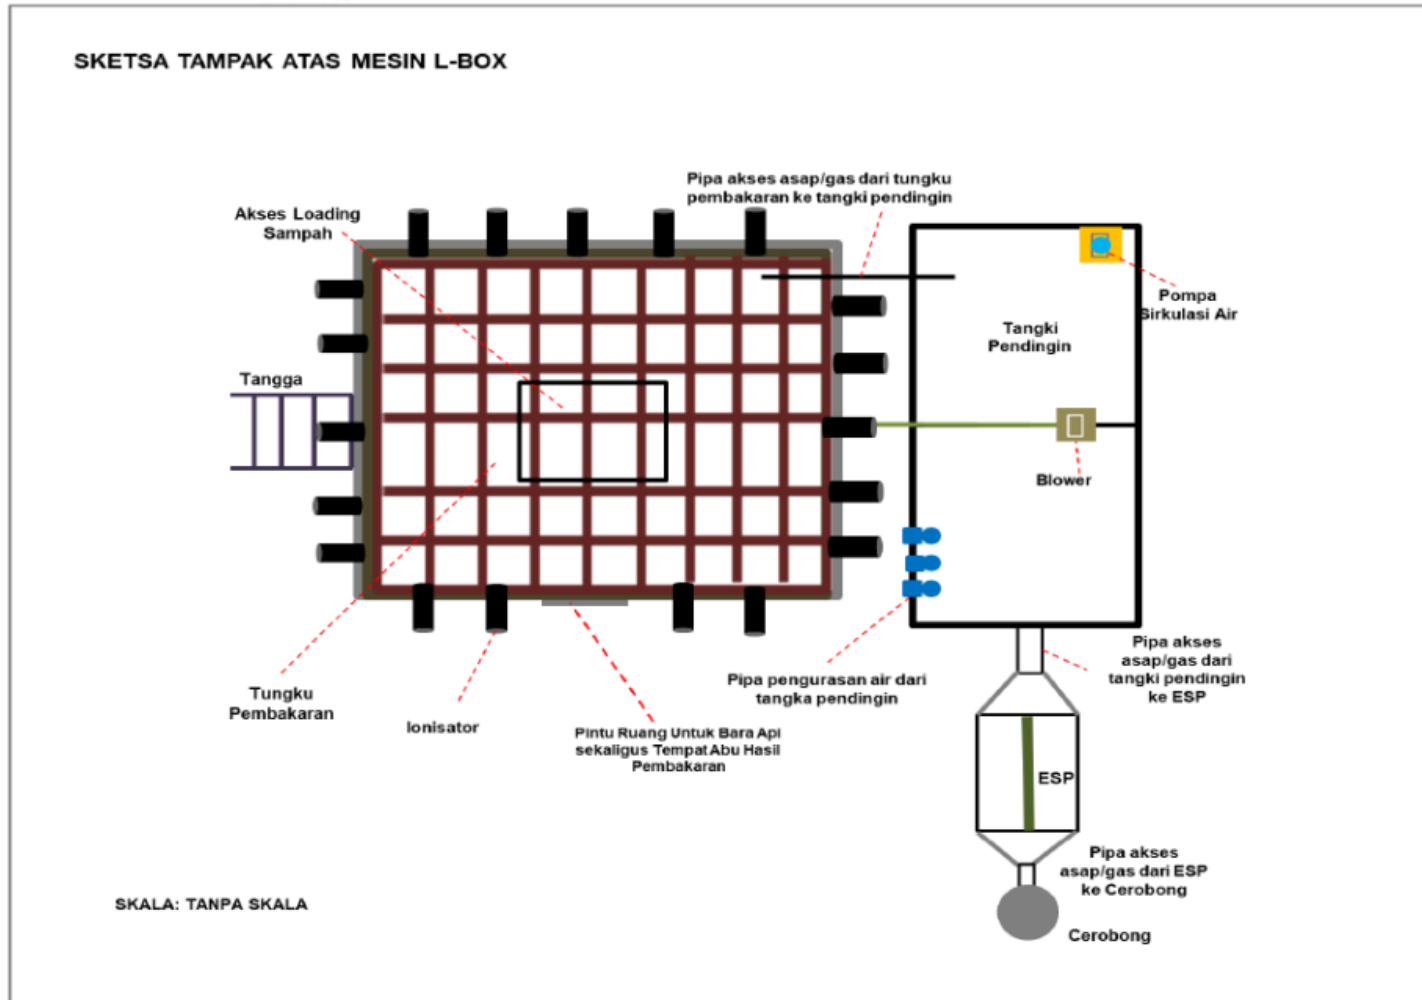 SKETSA TAMPAK ATAS MESIN L-BOX
Pipa akses asap/gas dari tungku
pembakaran ke tangki pendingin
Akses Loading
Sampah
Pompa
Sirkulasi Air
Tangki
Pendingin
Tangga
Blower
Pipa akses
asap/gas dari
tangki pendingin
ke ESP
Pipa pengurasan air dari
tangka pendingin
Tungku
Pembakaran
Ionisator
Pintu Ruang Untuk Bara Api
sekaligus Tempat Abu Hasil
Pembakaran
ESP
Pipa akses
asap/gas dari ESP
ke Cerobong
SKALA: TANPA SKALA
Cerobong